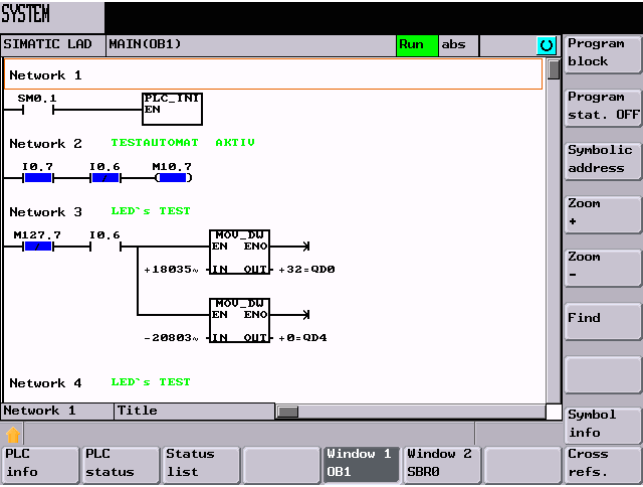 SYSTEM
SIMATIC LAD MAIN(OB1) Run abs
Network 1
SM0.1 PLC_INI
EN
Network 2 TESTAUTOMAT AKTIV
I0.7 I0.6 M10.7
Network 3 LED`s TEST
M127.7 I0.6 MOV_DW
EN ENO
+18035~ IN OUT +32=QD0
MOV_DW
EN ENO
-20803~ IN OUT +0=QD4
Network 4 LED`s TEST
Network 1 Title
Program
block
Program
stat. OFF
Symbolic
address
Zoom
+
Zoom
-
Find
Symbol
info
PLC
info
PLC
status
Status
list
Window 1
OB1
Window 2
SBR0
Cross
refs.